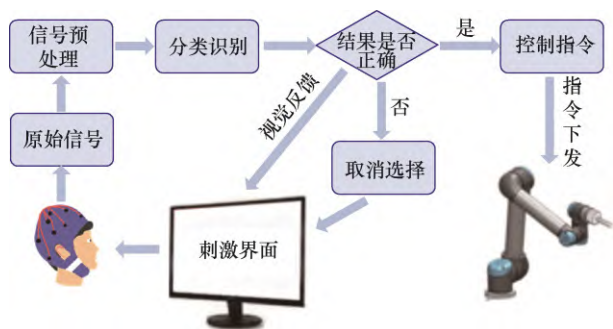 信号预
处理
分类识别
结果是否
正确
是
控制指令
原始信号
视觉反馈
否
指令下发
取消选择
刺激界面